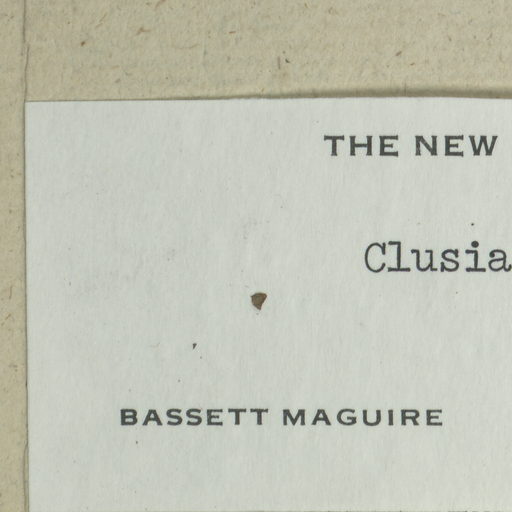 THE NEW
Clusia
BASSETT MAGUIRE